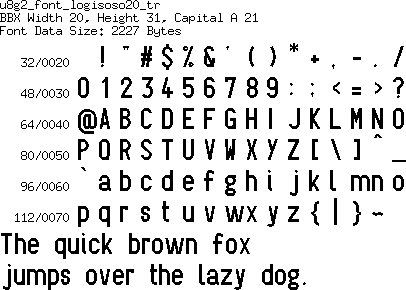 u8g2_font_logisoso20_tr
BBX Width 20, Height 31, Capital A 21
Font Data Size: 2227 Bytes
32/0020 ! " # $ % & ' ( ) * + , - . /
48/0030 0 1 2 3 4 5 6 7 8 9 : ; < = > ?
64/0040 @ A B C D E F G H I J K L M N O
80/0050 P Q R S T U V W X Y Z [ \ ] ^ _
96/0060 ` a b c d e f g h i j k l m n o
112/0070 p q r s t u v w x y z { | } ~
The quick brown fox
jumps over the lazy dog.